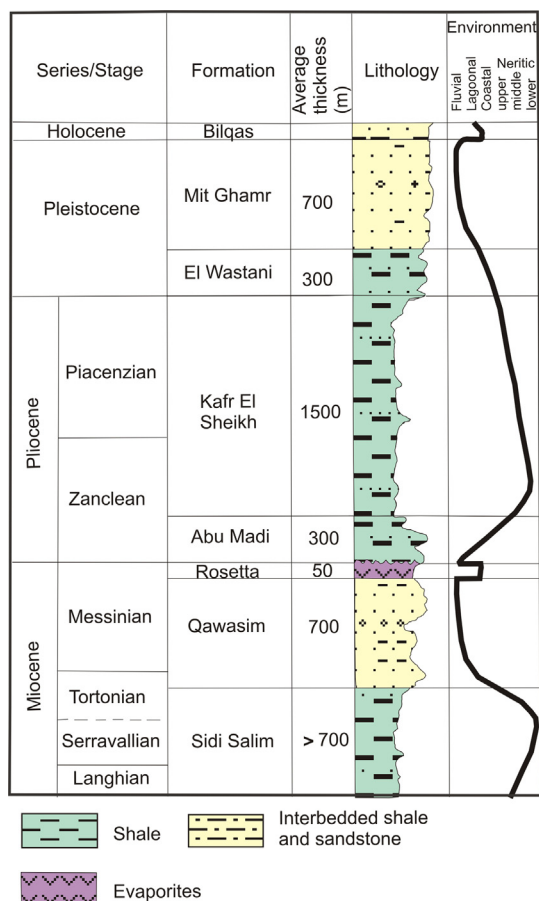 Series/Stage
Formation
Average
thickness
(m)
Lithology
Environment
Fluvial
Lagoonal
Coastal
upper
middle
lower
Neritic
Holocene
Bilqas
Pleistocene
Mit Ghamr
700
El Wastani
300
Pliocene
Piacenzian
Kafr El
Sheikh
1500
Zanclean
Abu Madi
300
Miocene
Rosetta
50
Messinian
Qawasim
700
Tortonian
Serravallian
Sidi Salim
> 700
Langhian
Shale
Interbedded shale
and sandstone
Evaporites